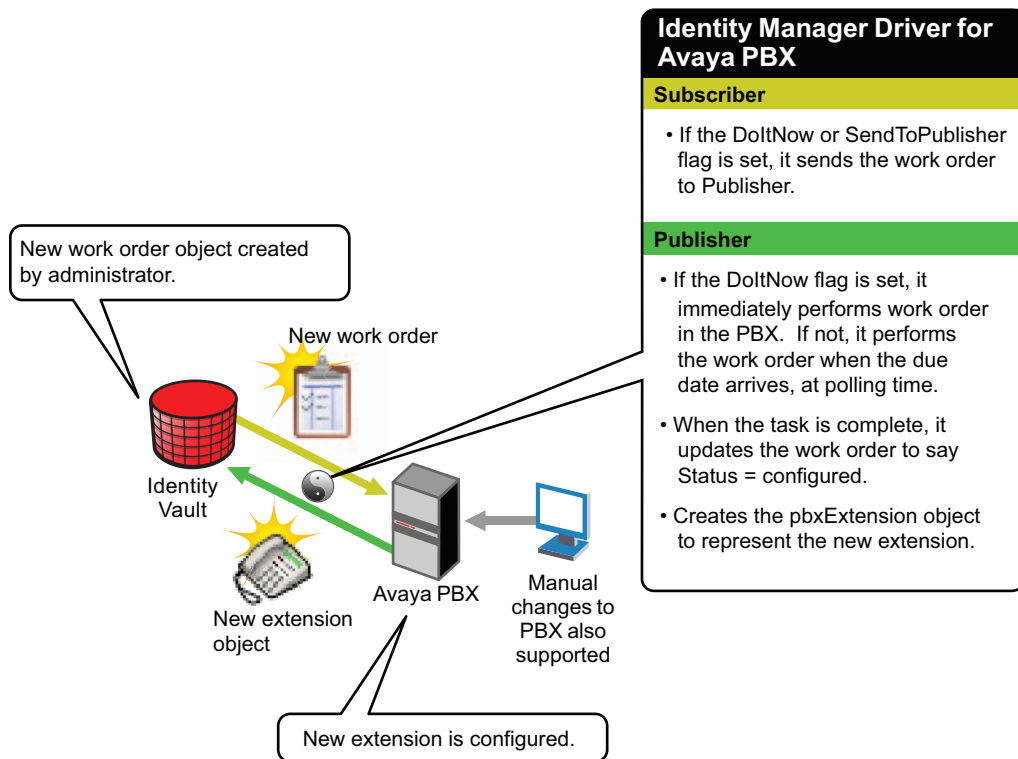 Identity Manager Driver for
Avaya PBX
Subscriber
• If the DoItNow or SendToPublisher
flag is set, it sends the work order
to Publisher.
Publisher
• If the DoItNow flag is set, it
immediately performs work order
in the PBX.  If not, it performs
the work order when the due
date arrives, at polling time.
• When the task is complete, it
updates the work order to say
Status = configured.
• Creates the pbxExtension object
to represent the new extension.
New work order object created
by administrator.
New work order
Identity
Vault
Avaya PBX
New extension
object
Manual
changes to
PBX also
supported
New extension is configured.